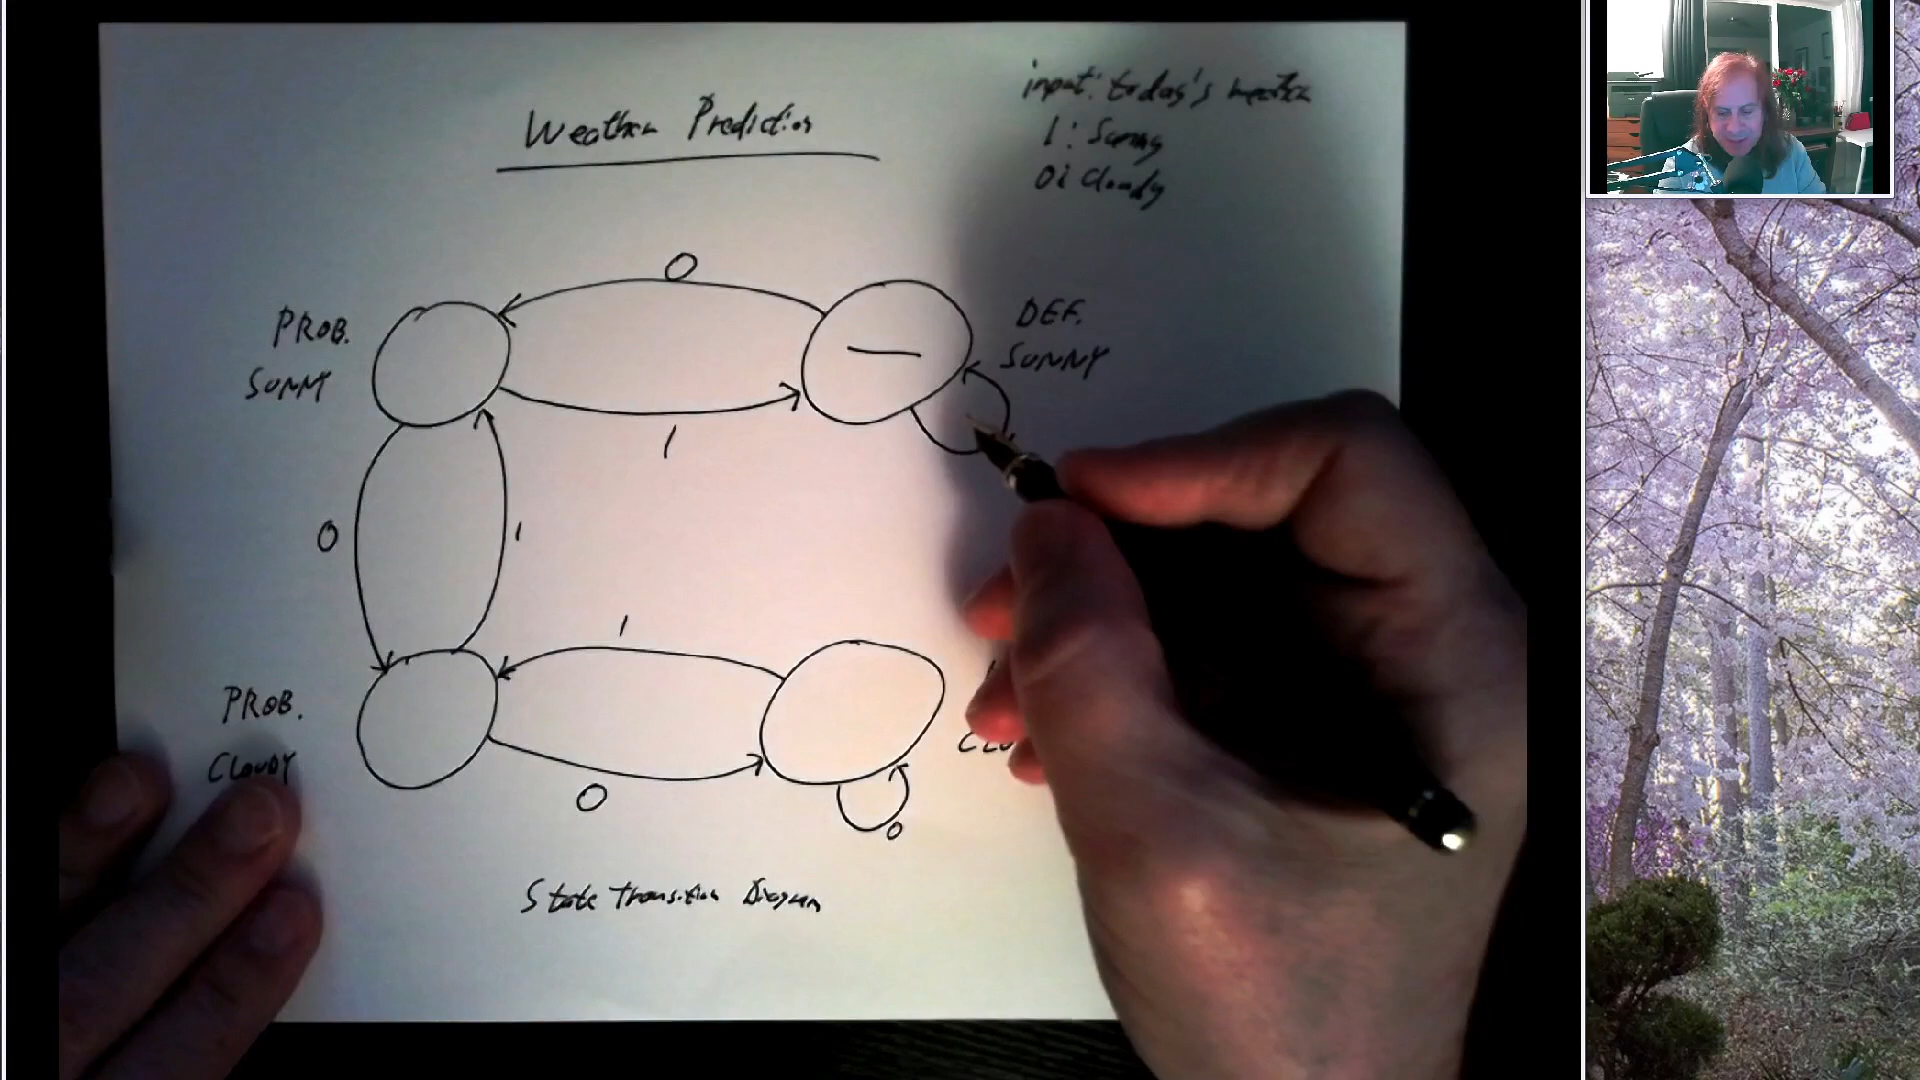 Weather Prediction
input: today's weather
1: Sunny
0: Cloudy
0
PROB.
SUNNY
DEF.
SUNNY
1
0
1
1
PROB.
CLOUDY
0
0
State Transition Diagram